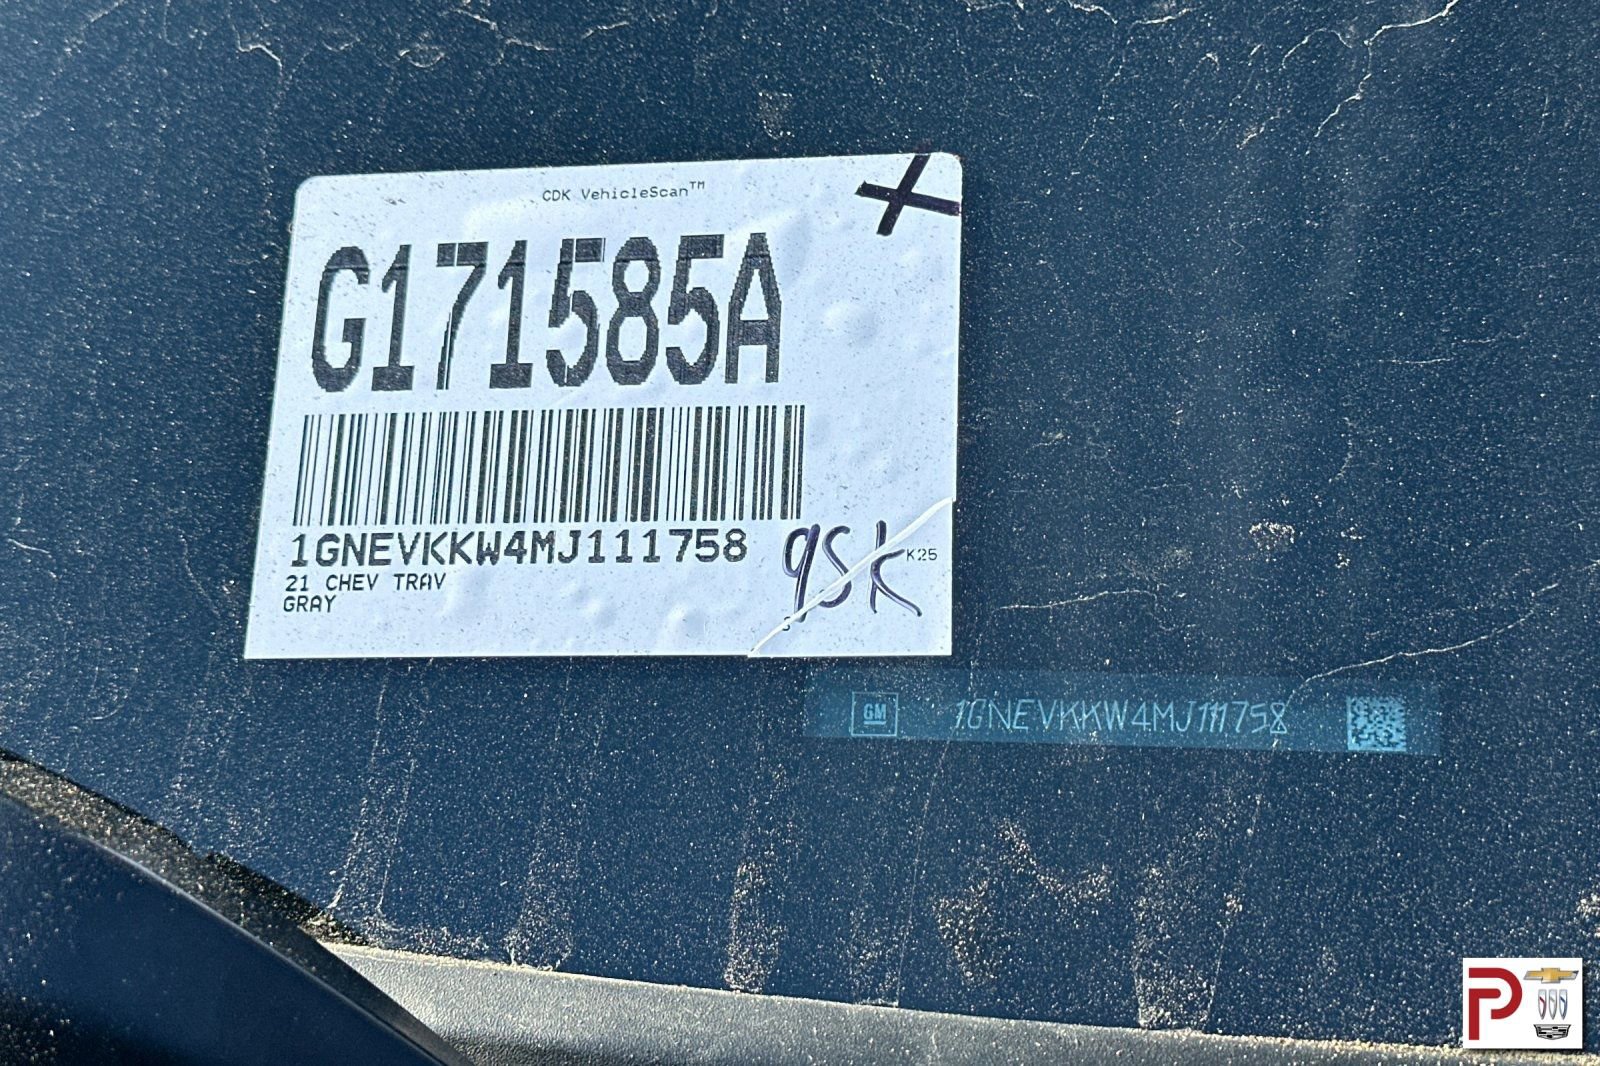 CDK VehicleScan™
G171585A
1GNEVKKW4MJ111758
21 CHEV TRAV
GRAY
95k
K25
GM 1GNEVKKW4MJ111758
P